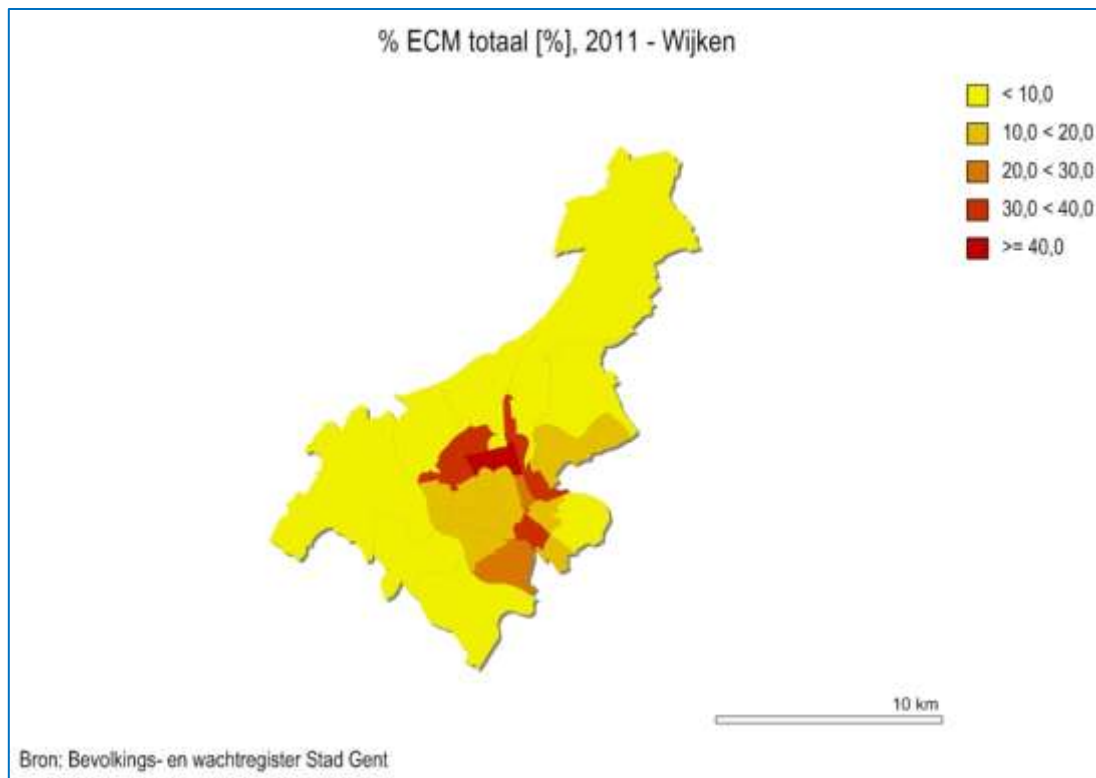 % ECM totaal [%], 2011 - Wijken
< 10,0
10,0 < 20,0
20,0 < 30,0
30,0 < 40,0
>= 40,0
10 km
Bron: Bevolkings- en wachtregister Stad Gent